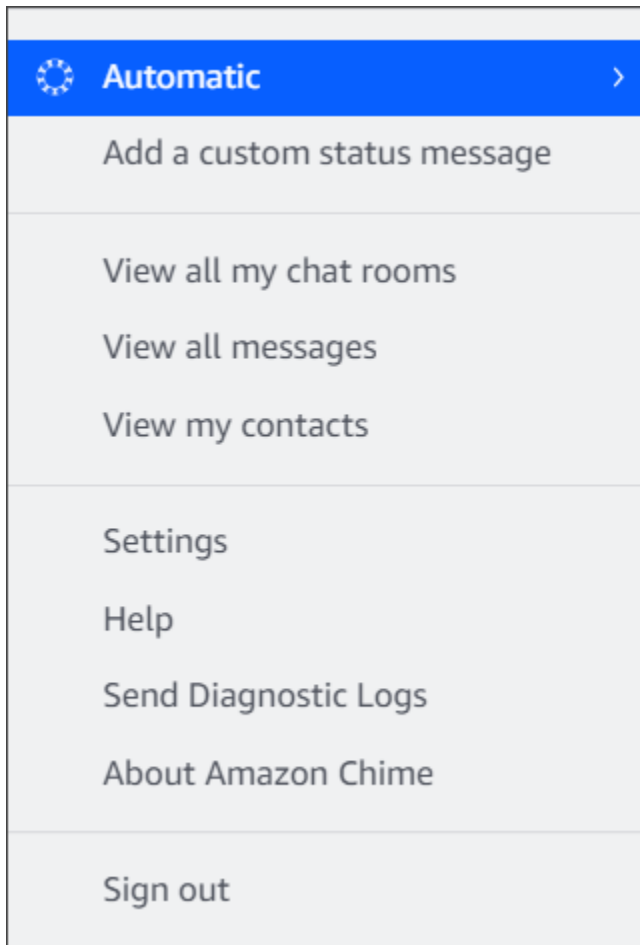 Automatic
Add a custom status message
View all my chat rooms
View all messages
View my contacts
Settings
Help
Send Diagnostic Logs
About Amazon Chime
Sign out